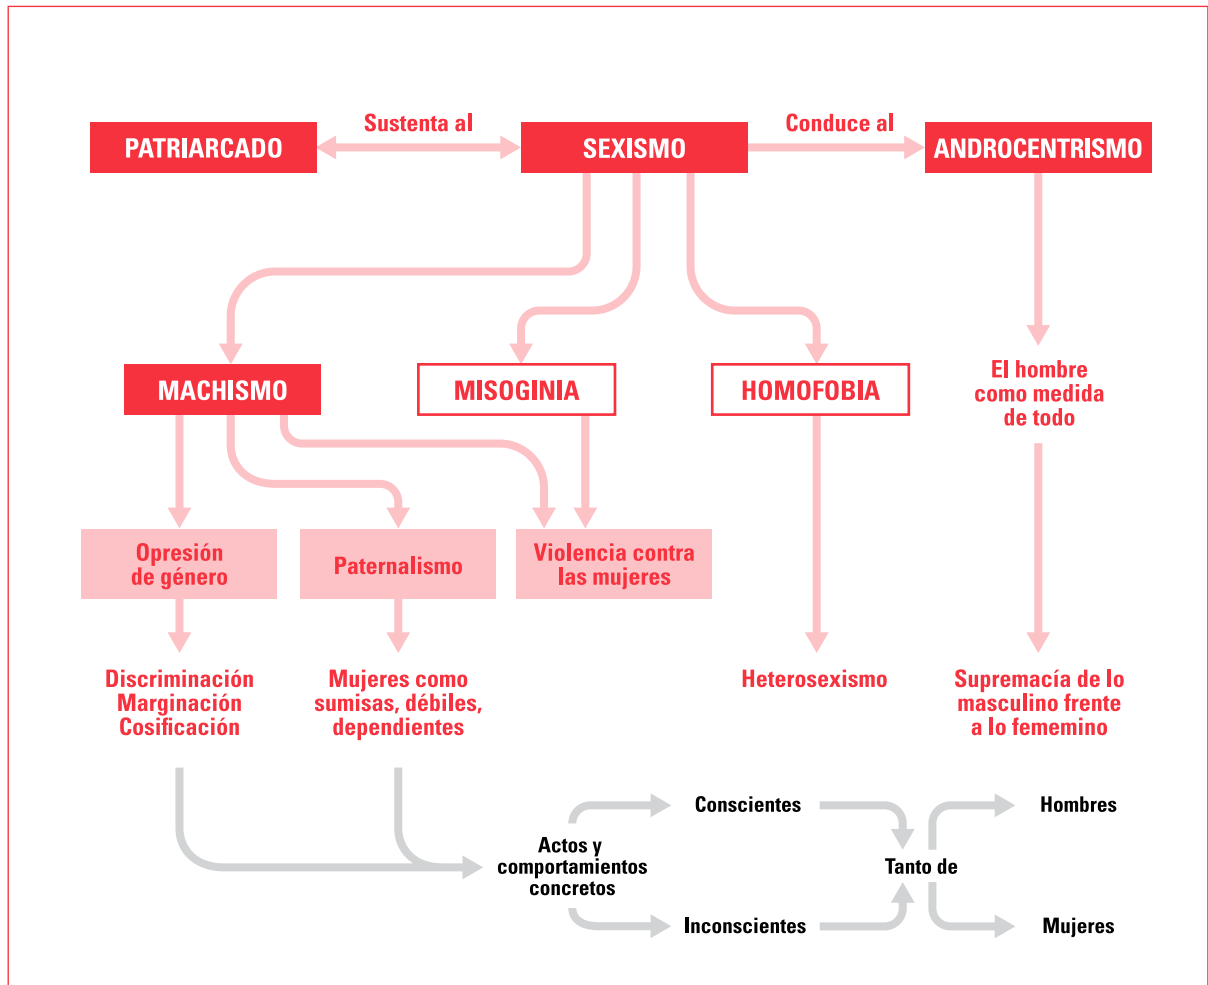 Sustenta al
Conduce al
PATRIARCADO
SEXISMO
ANDROCENTRISMO
MACHISMO
MISOGINIA
HOMOFOBIA
El hombre
como medida
de todo
Opresión
de género
Paternalismo
Violencia contra
las mujeres
Discriminación
Marginación
Cosificación
Mujeres como
sumisas, débiles,
dependientes
Heterosexismo
Supremacía de lo
masculino frente
a lo fememino
Actos y
comportamientos
concretos
Conscientes
Inconscientes
Tanto de
Hombres
Mujeres